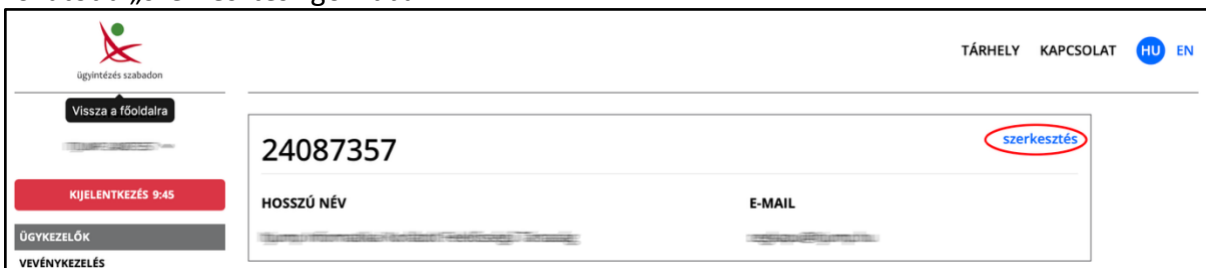 ügyintézés szabadon
TÁRHELY KAPCSOLAT HU EN
Vissza a főoldalra
24087357
szerkesztés
KIJELENTKEZÉS 9:45
HOSSZÚ NÉV E-MAIL
ÜGYKEZELŐK
VEVÉNYKEZELÉS